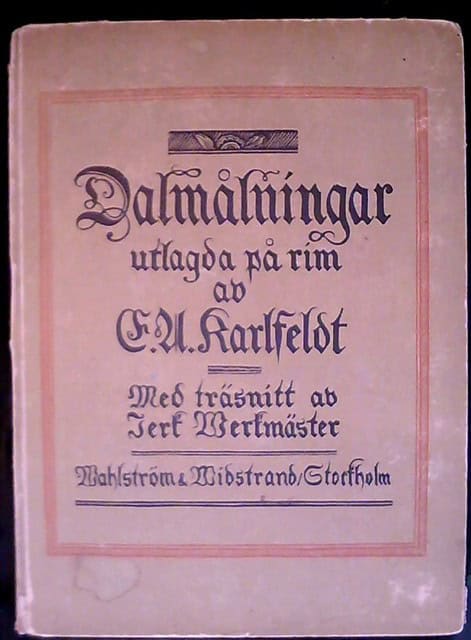 Dalmålningar
utlagda på rim
av
E.A. Karlfeldt
Med träsnitt av
Jerk Werkmäster
Wahlström & Widstrand/Stockholm